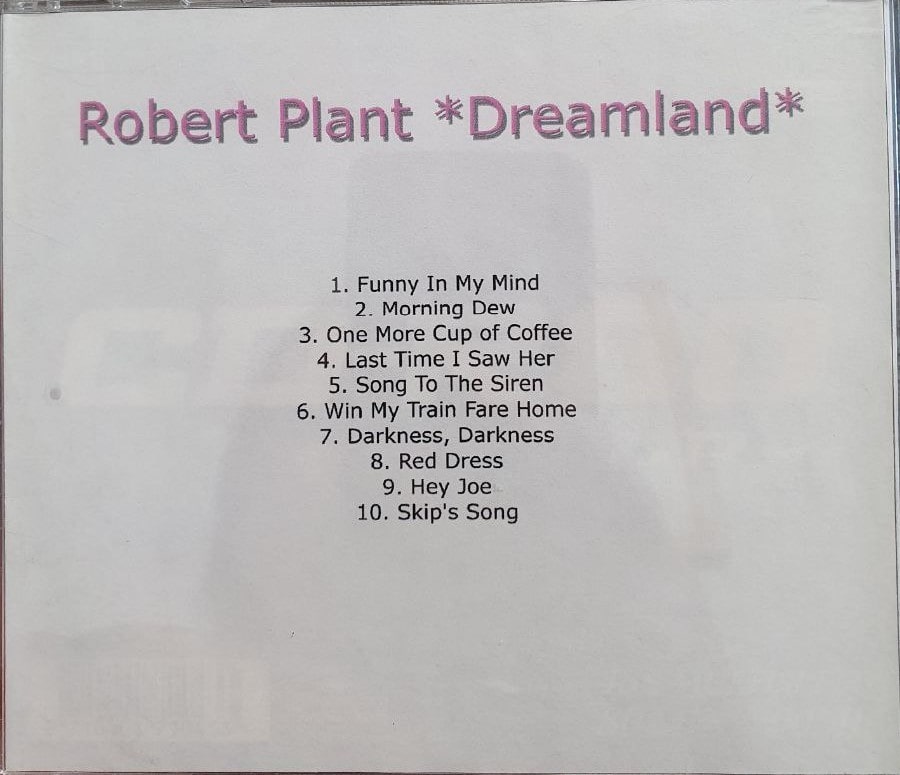 Robert Plant *Dreamland*
1. Funny In My Mind
2. Morning Dew
3. One More Cup of Coffee
4. Last Time I Saw Her
5. Song To The Siren
6. Win My Train Fare Home
7. Darkness, Darkness
8. Red Dress
9. Hey Joe
10. Skip's Song